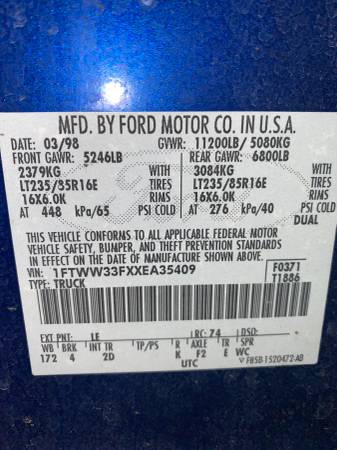 MFD. BY FORD MOTOR CO. IN U.S.A.
DATE: 03/98 GVWR: 11200LB/ 5080KG
FRONT GAWR: 5246LB REAR GAWR: 6800LB
2379KG WITH 3084KG WITH
LT235/85R16E TIRES LT235/85R16E TIRES
16X6.0K RIMS 16X6.0K RIMS
AT 448 kPa/65 PSI COLD AT 276 kPa/40 PSI COLD
DUAL
THIS VEHICLE CONFORMS TO ALL APPLICABLE FEDERAL MOTOR
VEHICLE SAFETY, BUMPER, AND THEFT PREVENTION STANDARDS IN
EFFECT ON THE DATE OF MANUFACTURE SHOWN ABOVE.
VIN: 1FTWW33FXXEA35409 F0371
TYPE: TRUCK T1886
EXT PNT: LE RC: 74 DSO:
WB BRK INT TR TP/PS R AXLE TR SPR
172 4 2D K F2 E WC
UTC F85B-1520472-AB